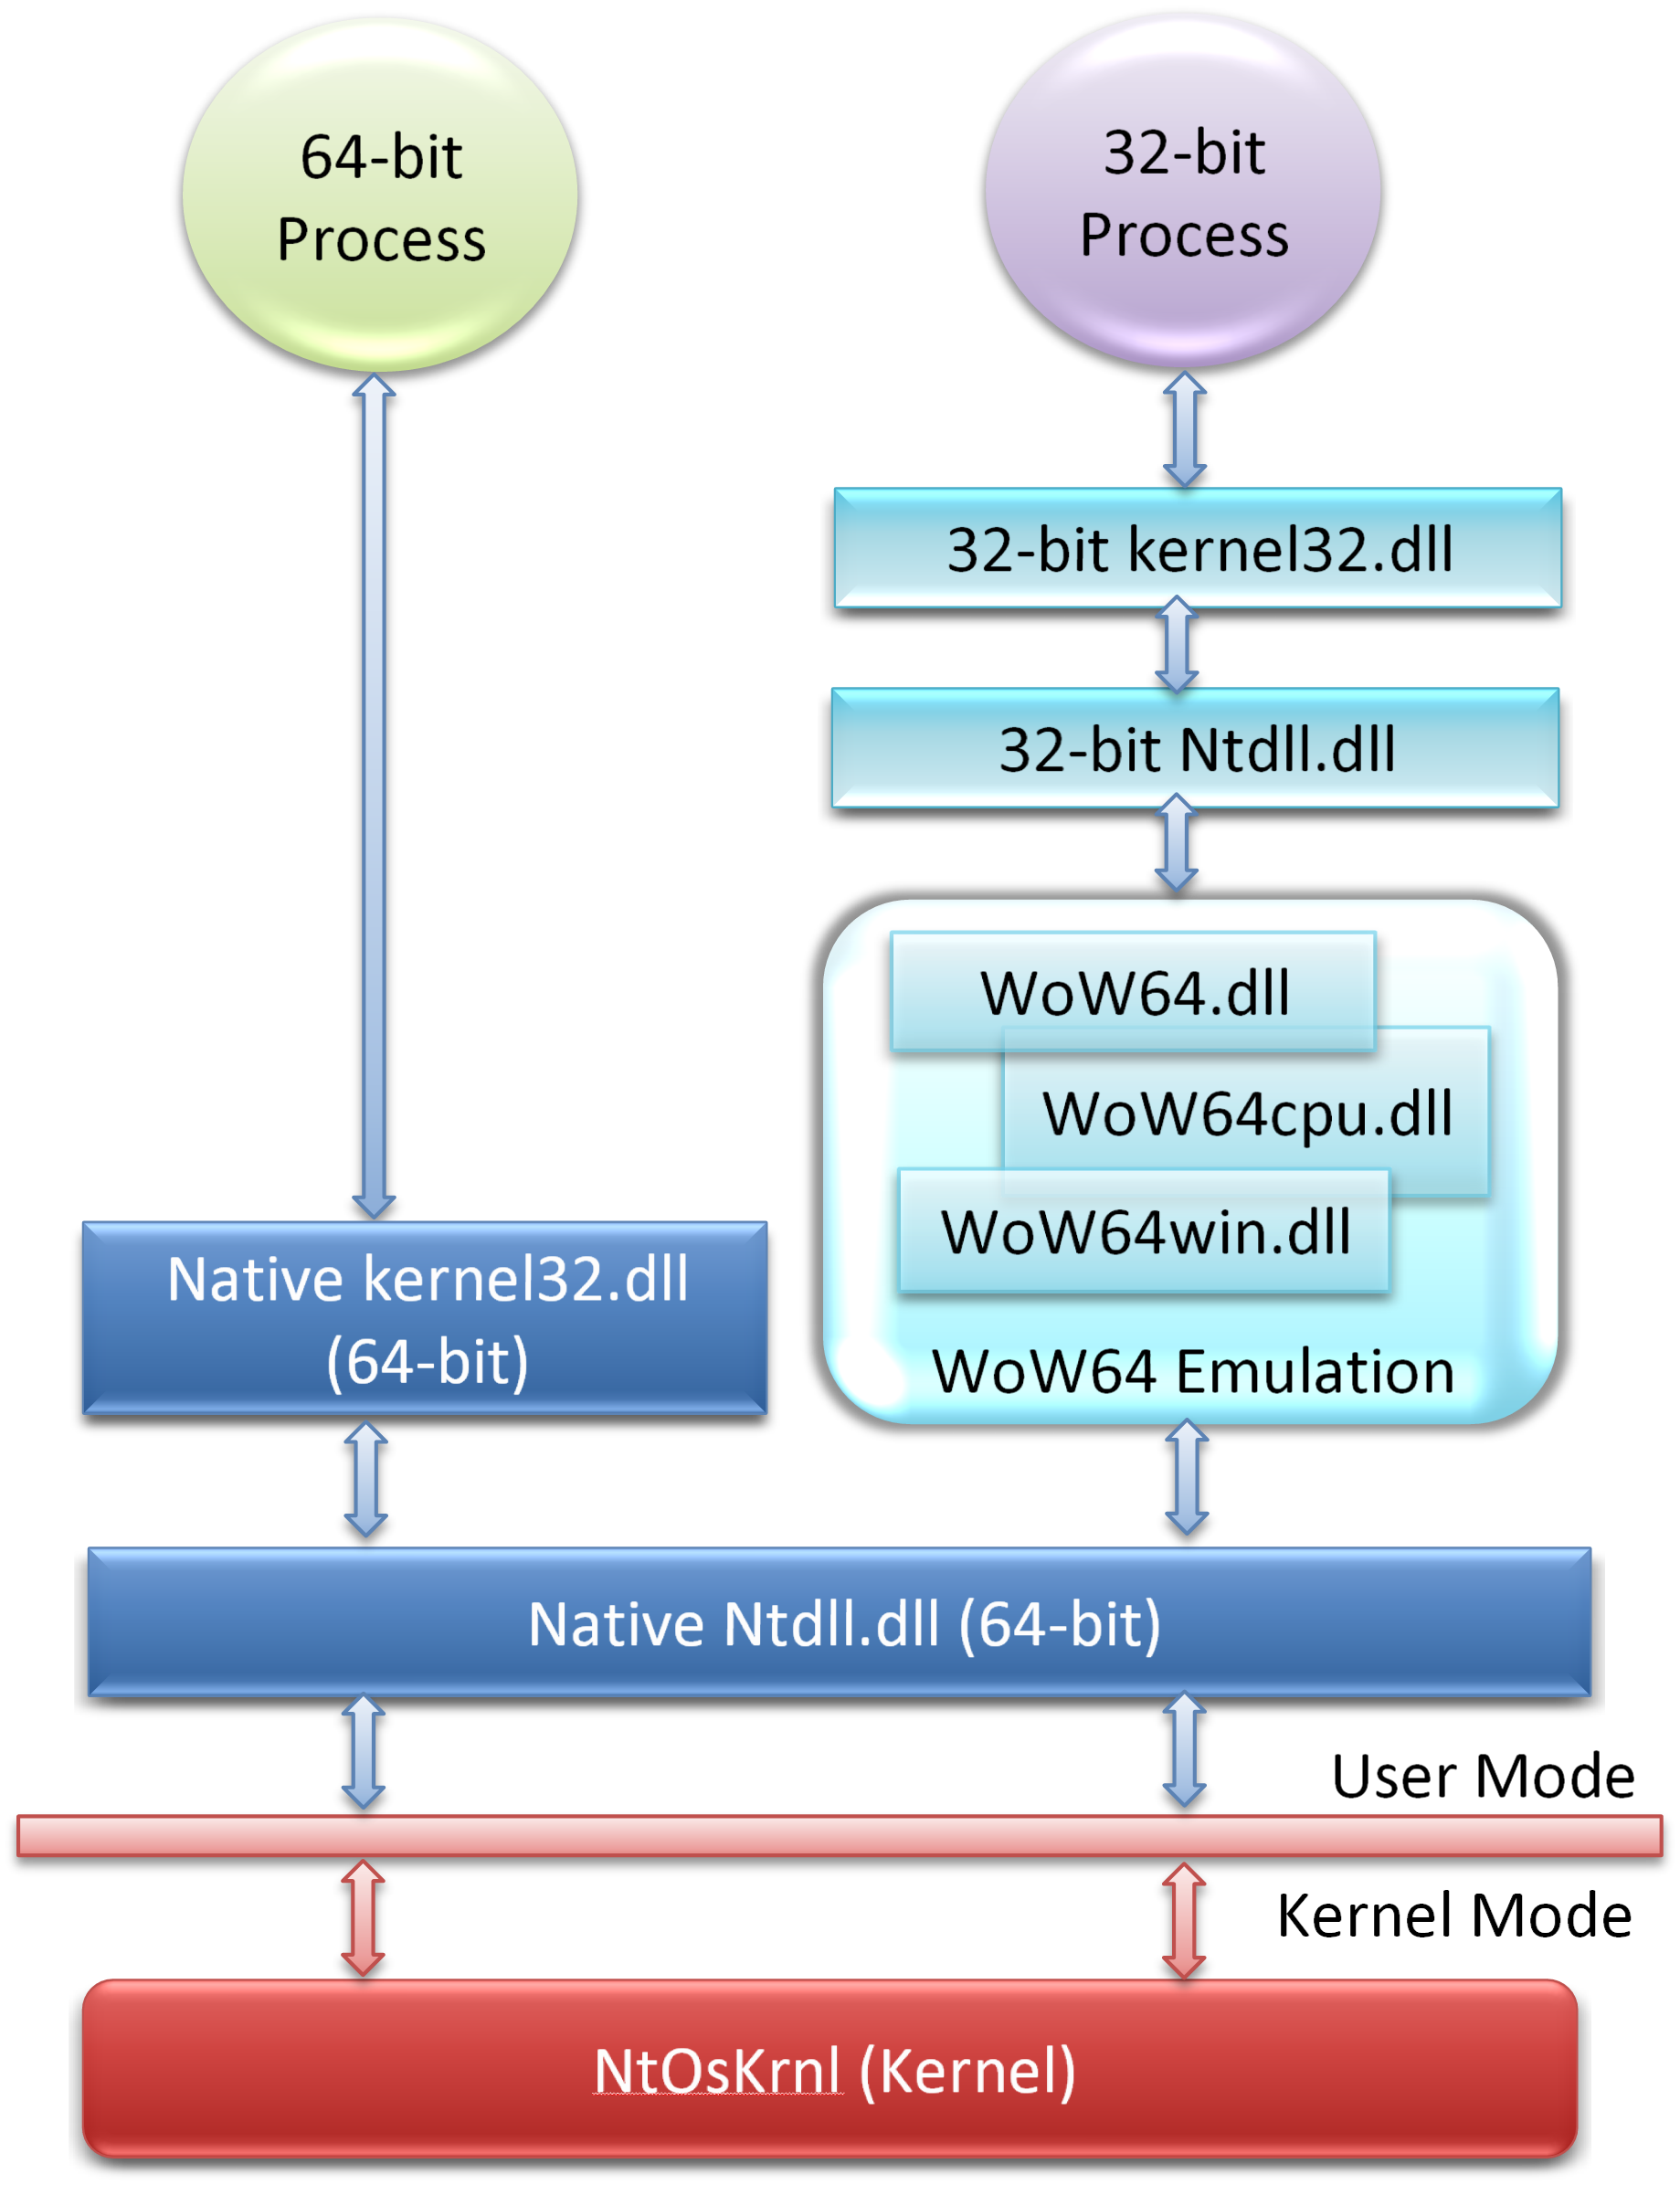 64-bit
Process
32-bit
Process
32-bit kernel32.dll
32-bit Ntdll.dll
WoW64.dll
WoW64cpu.dll
WoW64win.dll
WoW64 Emulation
Native kernel32.dll
(64-bit)
Native Ntdll.dll (64-bit)
User Mode
Kernel Mode
NtOsKrnl (Kernel)